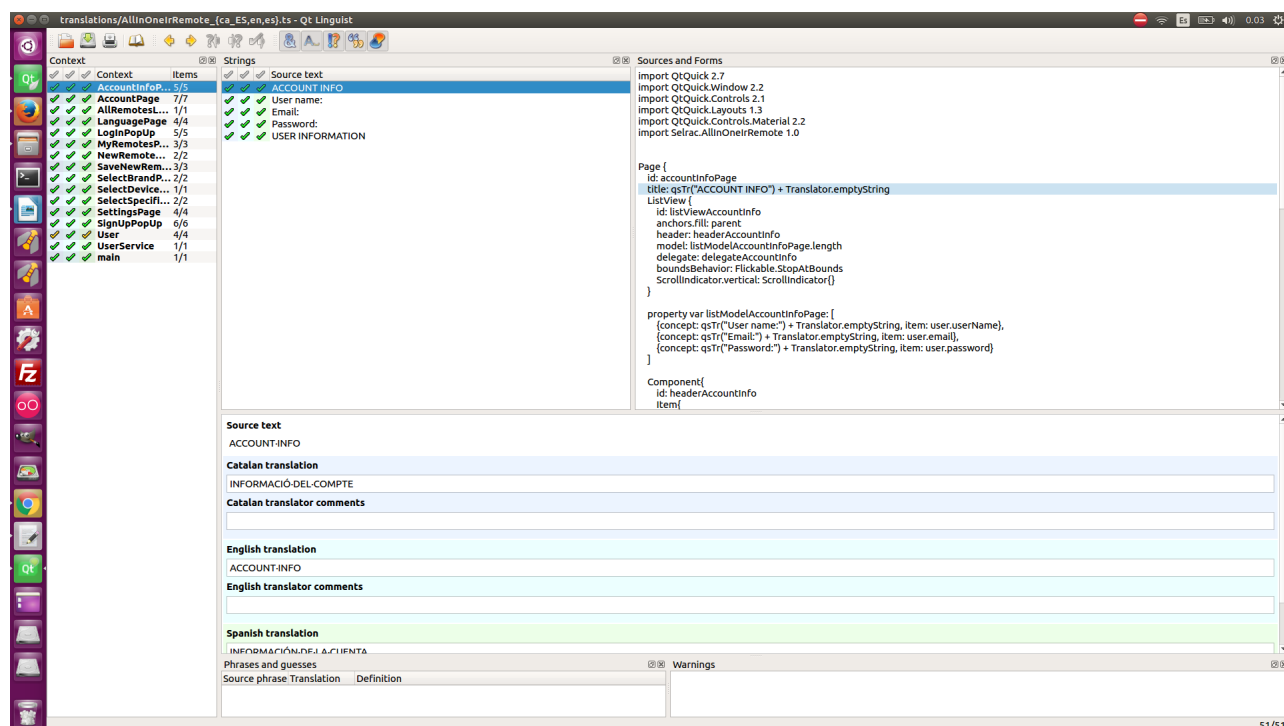 translations/AllInOneIrRemote_{ca_ES,en,es}.ts - Qt Linguist
Es
0.03
Context
Context Items
AccountInfoP... 5/5
AccountPage 7/7
AllRemotesL... 1/1
LanguagePage 4/4
LogInPopUp 5/5
MyRemotesP... 3/3
NewRemote... 2/2
SaveNewRem... 3/3
SelectBrandP... 2/2
SelectDevice... 1/1
SelectSpecifi... 2/2
SettingsPage 4/4
SignUpPopUp 6/6
User 4/4
UserService 1/1
main 1/1
Strings
Source text
ACCOUNT INFO
User name:
Email:
Password:
USER INFORMATION
Sources and Forms
import QtQuick 2.7
import QtQuick.Window 2.2
import QtQuick.Controls 2.1
import QtQuick.Layouts 1.3
import QtQuick.Controls.Material 2.2
import Selrac.AllInOneIrRemote 1.0
Page {
id: accountInfoPage
title: qsTr("ACCOUNT INFO") + Translator.emptyString
ListView {
id: listViewAccountInfo
anchors.fill: parent
header: headerAccountInfo
model: listModelAccountInfoPage.length
delegate: delegateAccountInfo
boundsBehavior: Flickable.StopAtBounds
ScrollIndicator.vertical: ScrollIndicator{}
}
property var listModelAccountInfoPage: [
{concept: qsTr("User name:") + Translator.emptyString, item: user.userName},
{concept: qsTr("Email:") + Translator.emptyString, item: user.email},
{concept: qsTr("Password:") + Translator.emptyString, item: user.password}
]
Component{
id: headerAccountInfo
Item{
Source text
ACCOUNT·INFO
Catalan translation
INFORMACIÓ·DEL·COMPTE
Catalan translator comments
English translation
ACCOUNT·INFO
English translator comments
Spanish translation
INFORMACIÓN·DE·LA·CUENTA
Phrases and guesses
Source phrase Translation Definition
Warnings
51/51